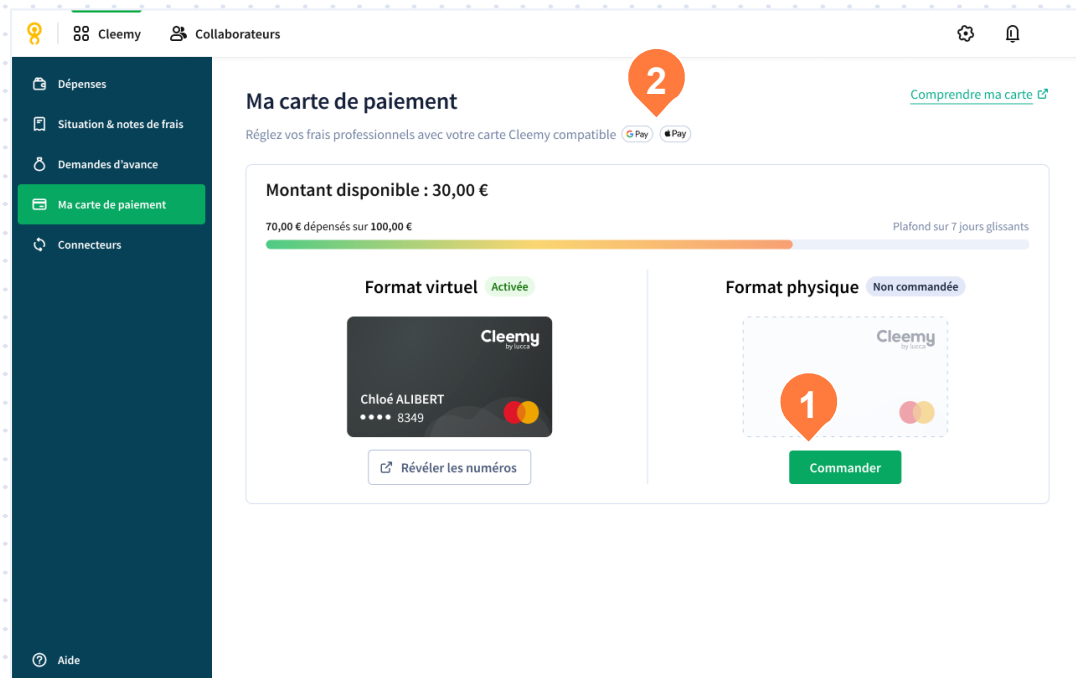 Cleemy
Collaborateurs
Dépenses
Situation & notes de frais
Demandes d'avance
Ma carte de paiement
Connecteurs
Aide
2
Ma carte de paiement
Comprendre ma carte
Réglez vos frais professionnels avec votre carte Cleemy compatible G Pay Pay
Montant disponible : 30,00 €
70,00 € dépensés sur 100,00 €
Plafond sur 7 jours glissants
Format virtuel Activée
Cleemy
by lucca
Chloé ALIBERT
•••• 8349
Révéler les numéros
Format physique Non commandée
Cleemy
by lucca
1
Commander